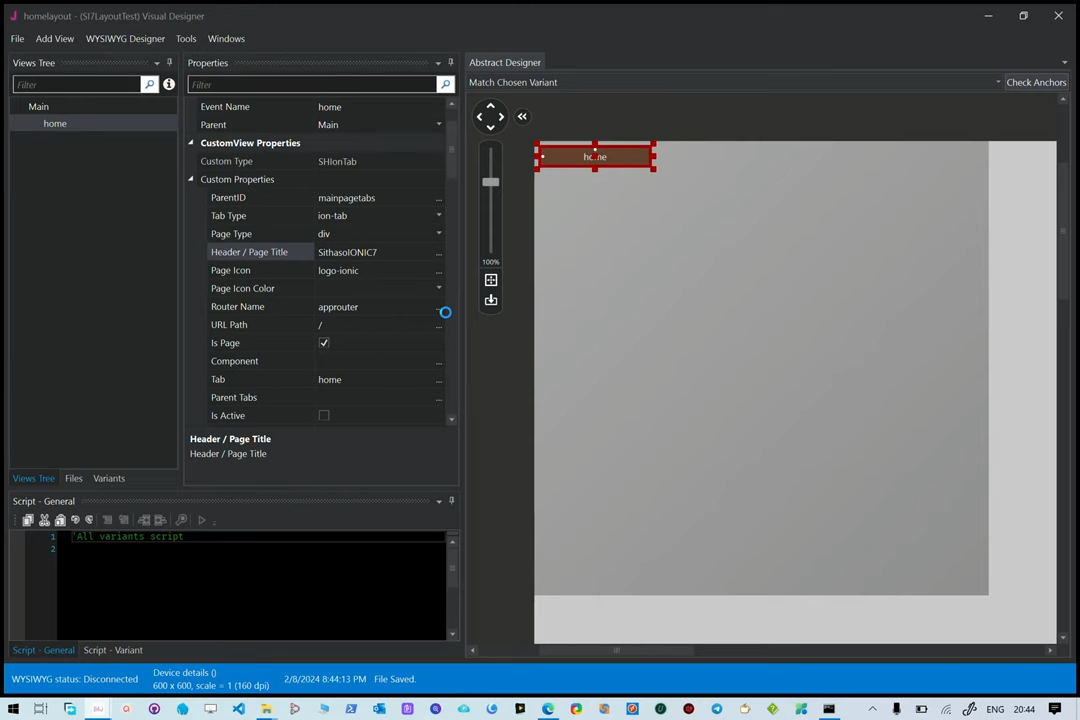 homelayout - (SI7LayoutTest) Visual Designer
File Add View WYSIWYG Designer Tools Windows
Views Tree
Filter
Main
home
Views Tree Files Variants
Properties
Filter
Event Name home
Parent Main
CustomView Properties
Custom Type SHIonTab
Custom Properties
ParentID mainpagetabs ...
Tab Type ion-tab
Page Type div
Header / Page Title SithasoIONIC7 ...
Page Icon logo-ionic ...
Page Icon Color
Router Name approuter
URL Path / ...
Is Page
Component ...
Tab home ...
Parent Tabs ...
Is Active
Header / Page Title
Header / Page Title
Abstract Designer
Match Chosen Variant Check Anchors
100%
home
Script - General
1 'All variants script
2
Script - General Script - Variant
WYSIWYG status: Disconnected
Device details ()
600 x 600, scale = 1 (160 dpi)
2/8/2024 8:44:13 PM File Saved.
ENG 20:44